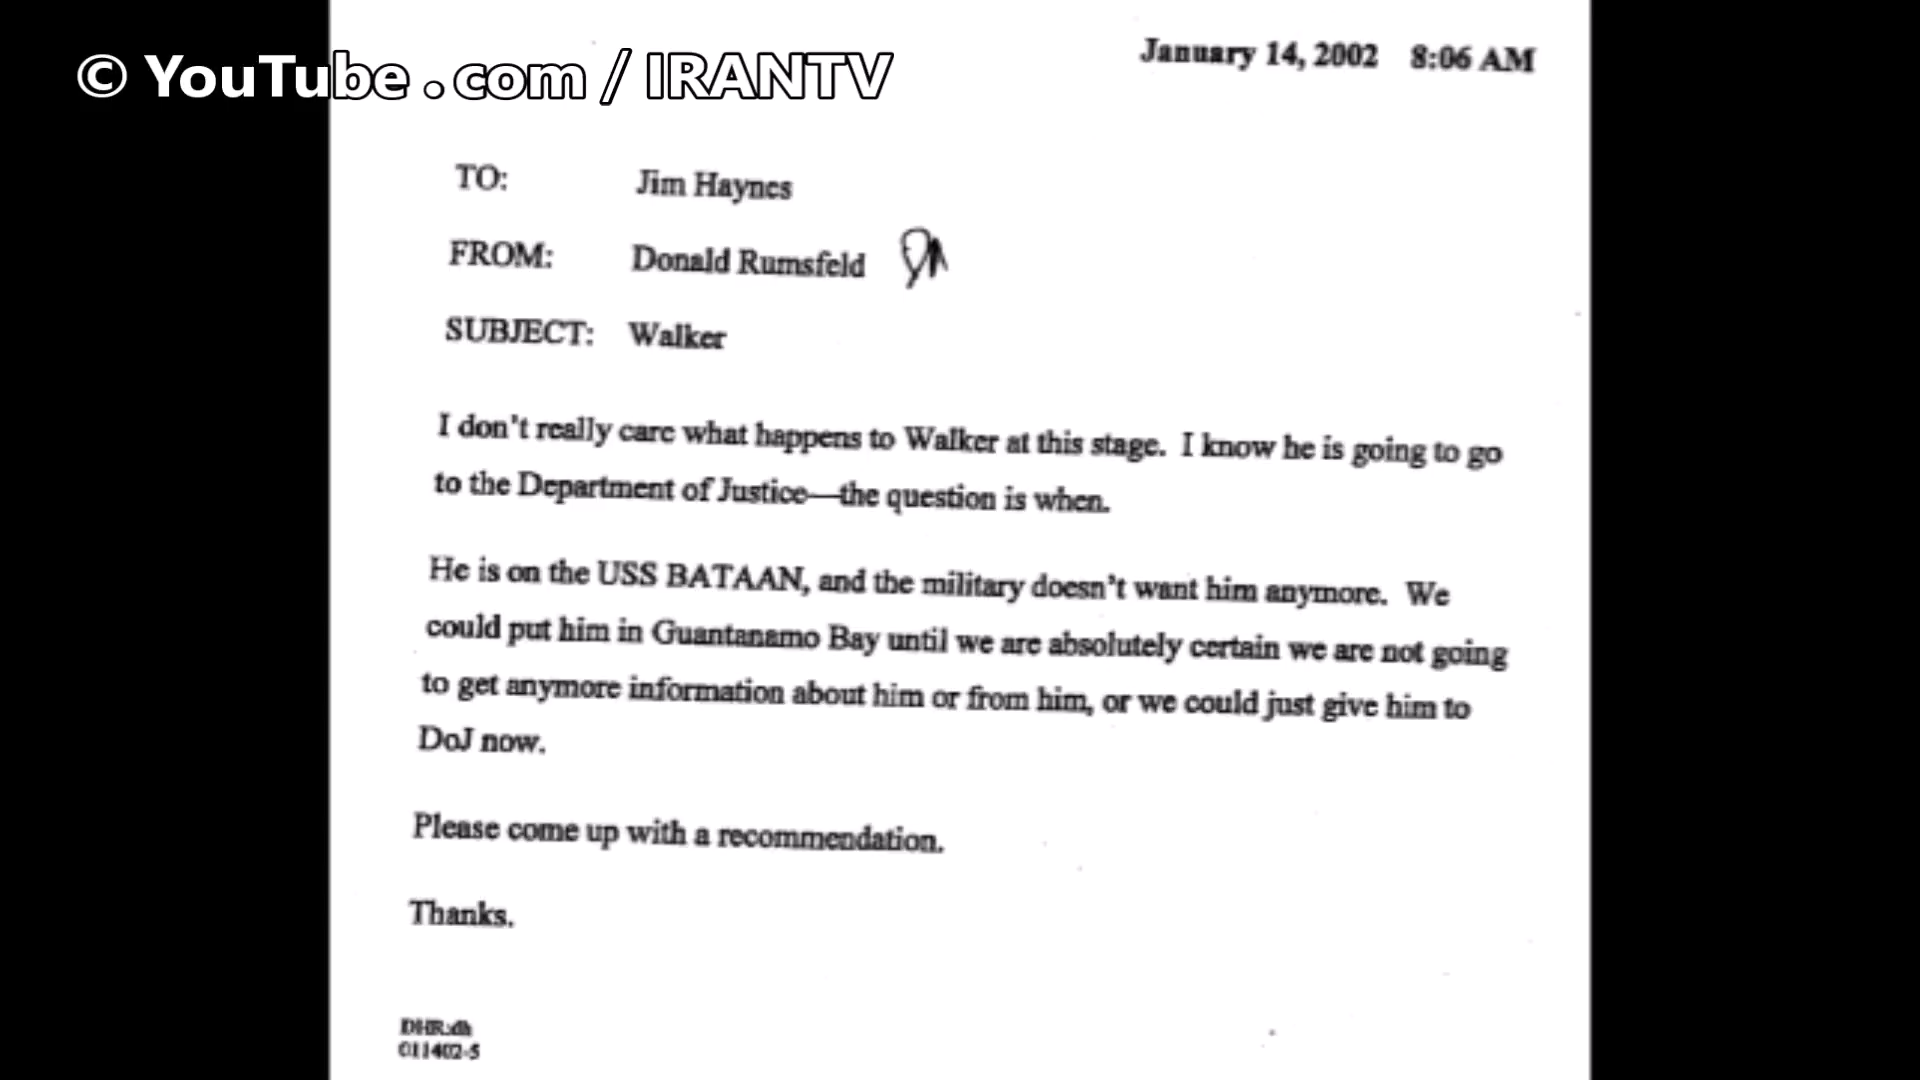 © YouTube . com / IRANTV
January 14, 2002 8:06 AM
TO: Jim Haynes
FROM: Donald Rumsfeld
SUBJECT: Walker
I don't really care what happens to Walker at this stage. I know he is going to go
to the Department of Justice—the question is when.
He is on the USS BATAAN, and the military doesn't want him anymore. We
could put him in Guantanamo Bay until we are absolutely certain we are not going
to get anymore information about him or from him, or we could just give him to
DoJ now.
Please come up with a recommendation.
Thanks.
DHR:dh
011402-5